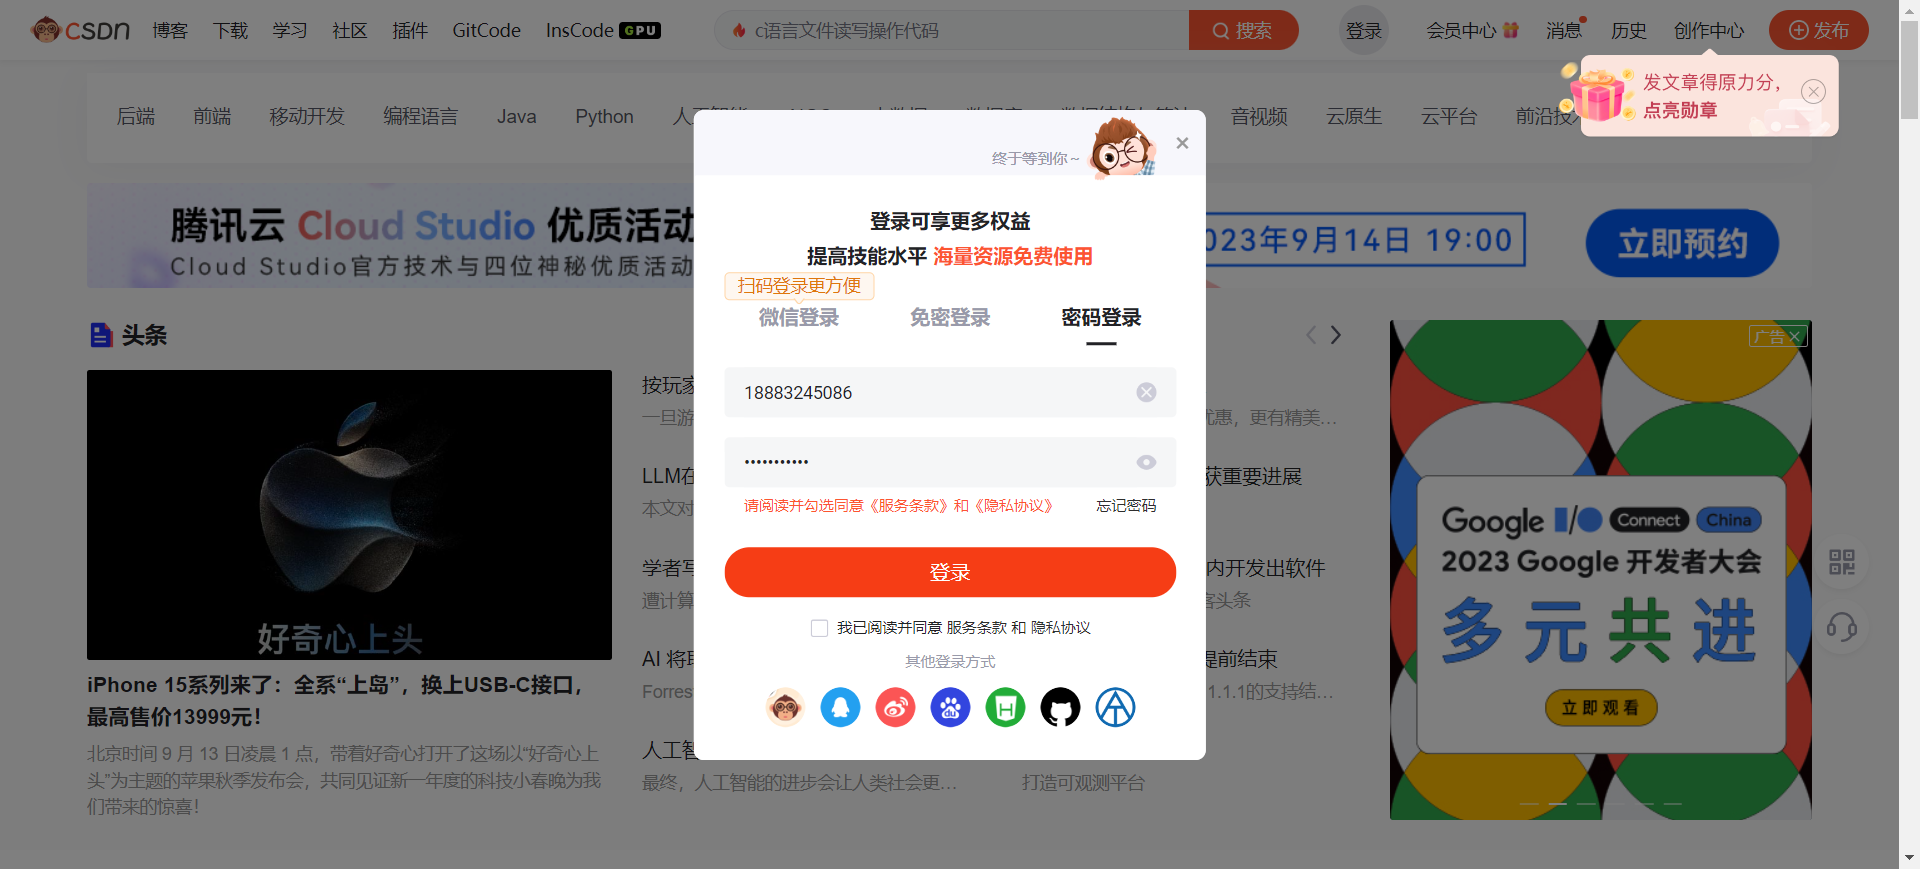 CSDN 博客 下载 学习 社区 插件 GitCode InsCode GPU c语言文件读写操作代码 搜索 登录 会员中心 消息 历史 创作中心 发布
发文章得原力分，
点亮勋章
后端 前端 移动开发 编程语言 Java Python 音视频 云原生 云平台 前沿技
终于等到你~
腾讯云 Cloud Studio 优质活动
Cloud Studio官方技术与四位神秘优质活动
023年9月14日 19:00
立即预约
登录可享更多权益
提高技能水平 海量资源免费使用
扫码登录更方便
微信登录 免密登录 密码登录
18883245086
•••••••••••
请阅读并勾选同意《服务条款》和《隐私协议》 忘记密码
登录
我已阅读并同意 服务条款 和 隐私协议
其他登录方式
du
H
头条
好奇心上头
iPhone 15系列来了：全系“上岛”，换上USB-C接口，
最高售价13999元！
北京时间 9 月 13 日凌晨 1 点，带着好奇心打开了这场以“好奇心上
头”为主题的苹果秋季发布会，共同见证新一年度的科技小春晚为我
们带来的惊喜！
按玩家
一旦游 优惠，更有精美…
LLM在 获重要进展
本文对
学者写 内开发出软件
遭计算 客头条
AI 将取 提前结束
Forrest 1.1.1的支持结…
人工智
最终，人工智能的进步会让人类社会更… 打造可观测平台
广告
Google I/O Connect China
2023 Google 开发者大会
多元共进
立即观看